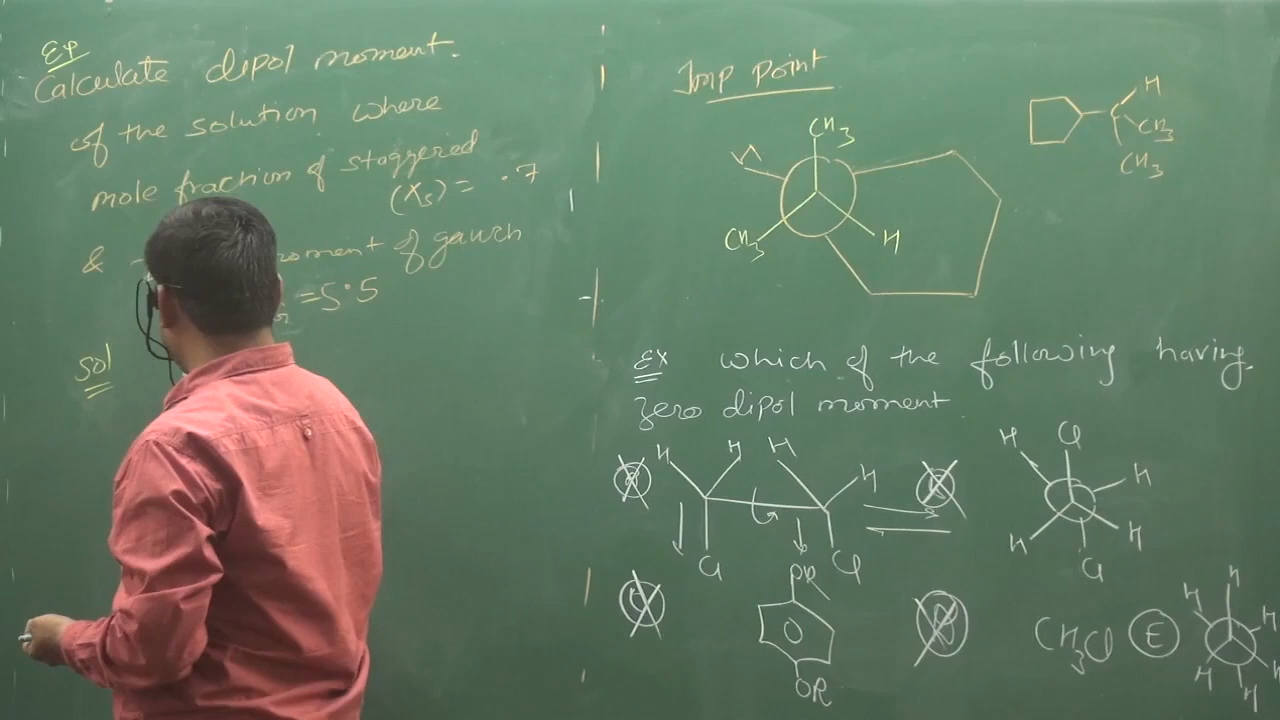 Ex
Calculate dipol moment.
of the solution where
mole fraction of staggered
(Xs) = .7
& moment of gauch
= 5.5
Sol
Imp Point
CH3
CH3
H
H
CH3
CH3
Ex which of the following having
zero dipol moment
H H H H
Cl Cl
H Cl H
H H
Cl
OR
OR
CH3Cl E
H H H
H H